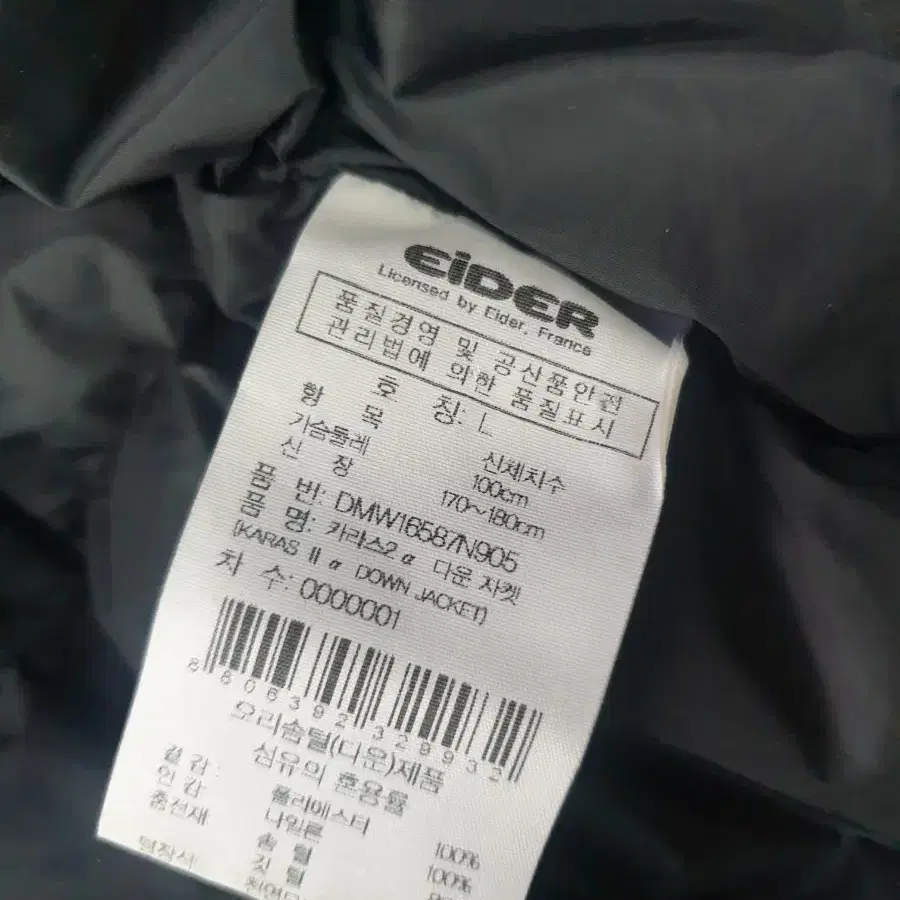 EiDER
Licensed by Eider, France
품질경영 및 공산품안전
관리법에 의한 품질표시
호 칭: L
항 목 신체치수
가슴둘레 100cm
신 장 170~180cm
품 번: DMW16587N905
품 명: 카라스2 α 다운 자켓
(KARAS II α DOWN JACKET)
차 수: 0000001
8806392329932
오리솜털(다운)제품
섬유의 혼용률
겉감 폴리에스터 100%
안감: 나일론 100%
충전재 솜 털
깃 털